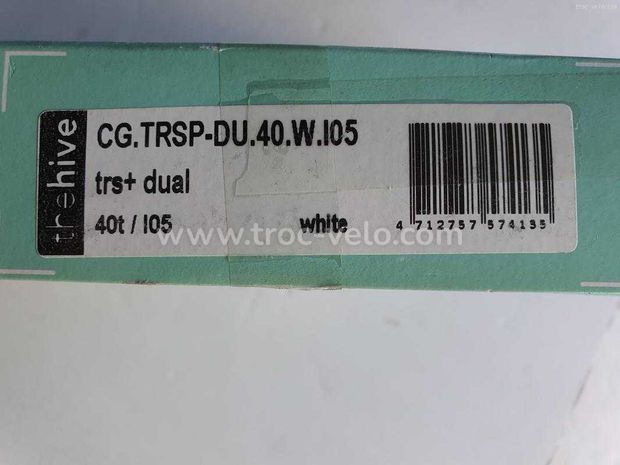 thehive
CG.TRSP-DU.40.W.I05
trs+ dual
40t / I05 white
4 712757 574135
www.troc-velo.com